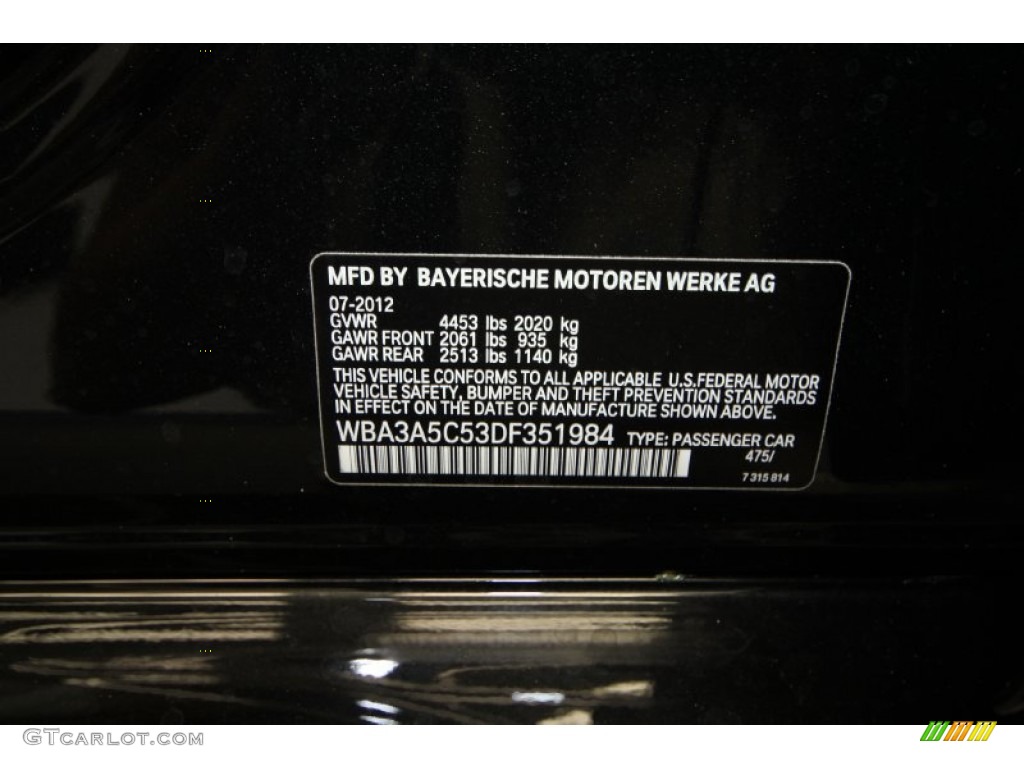 MFD BY BAYERISCHE MOTOREN WERKE AG
07-2012
GVWR 4453 lbs 2020 kg
GAWR FRONT 2061 lbs 935 kg
GAWR REAR 2513 lbs 1140 kg
THIS VEHICLE CONFORMS TO ALL APPLICABLE U.S.FEDERAL MOTOR
VEHICLE SAFETY, BUMPER AND THEFT PREVENTION STANDARDS
IN EFFECT ON THE DATE OF MANUFACTURE SHOWN ABOVE.
WBA3A5C53DF351984 TYPE: PASSENGER CAR
475/
7 315 814
GTcarlot.com